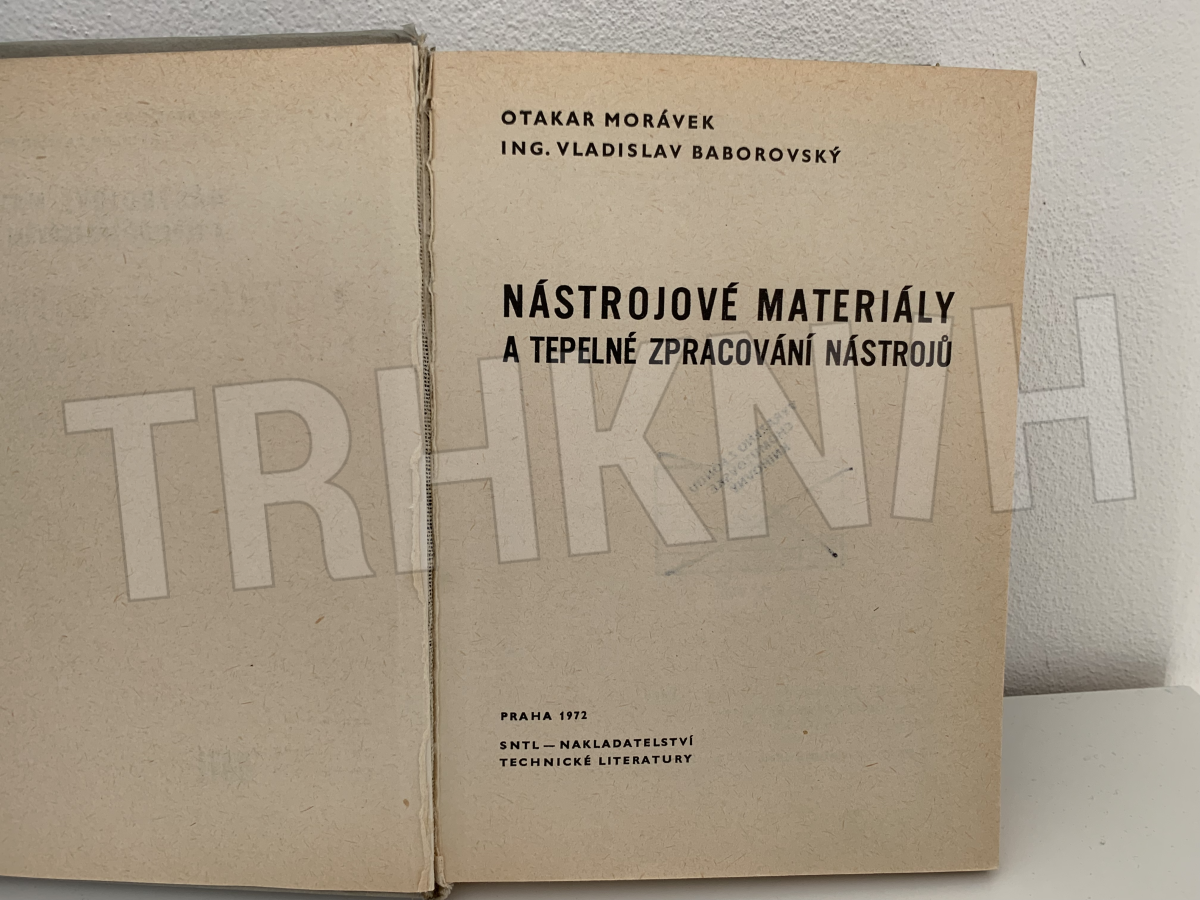 OTAKAR MORÁVEK
ING. VLADISLAV BABOROVSKÝ
NÁSTROJOVÉ MATERIÁLY
A TEPELNÉ ZPRACOVÁNÍ NÁSTROJŮ
TRHKNIH
PRAHA 1972
SNTL — NAKLADATELSTVÍ
TECHNICKÉ LITERATURY